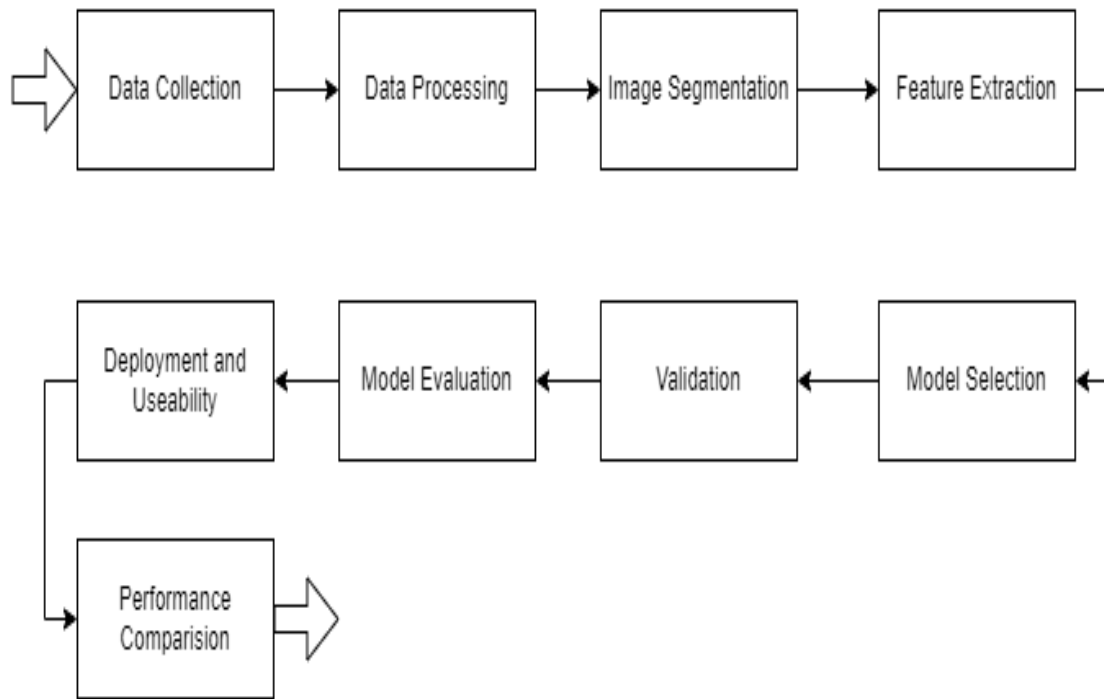 Data Collection
Data Processing
Image Segmentation
Feature Extraction
Model Selection
Validation
Model Evaluation
Deployment and
Useability
Performance
Comparision